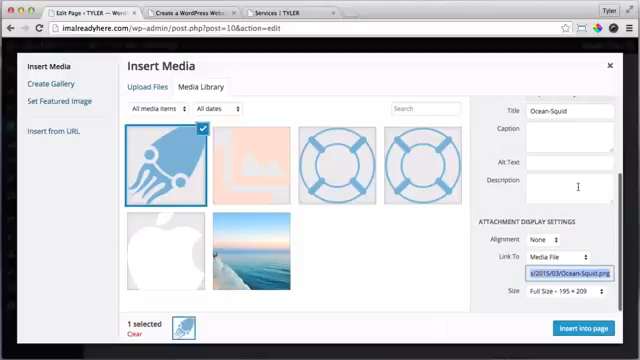 Edit Page ‹ TYLER — Wor
Create a WordPress Webs
Services | TYLER
Tyler
imalreadyhere.com/wp-admin/post.php?post=10&action=edit
Insert Media
Create Gallery
Set Featured Image
Insert from URL
Insert Media
Upload Files
Media Library
All media items
All dates
Search
Title
Ocean-Squid
Caption
Alt Text
Description
ATTACHMENT DISPLAY SETTINGS
Alignment
None
Link To
Media File
s/2015/03/Ocean-Squid.png
Size
Full Size – 195 × 209
1 selected
Clear
Insert into page